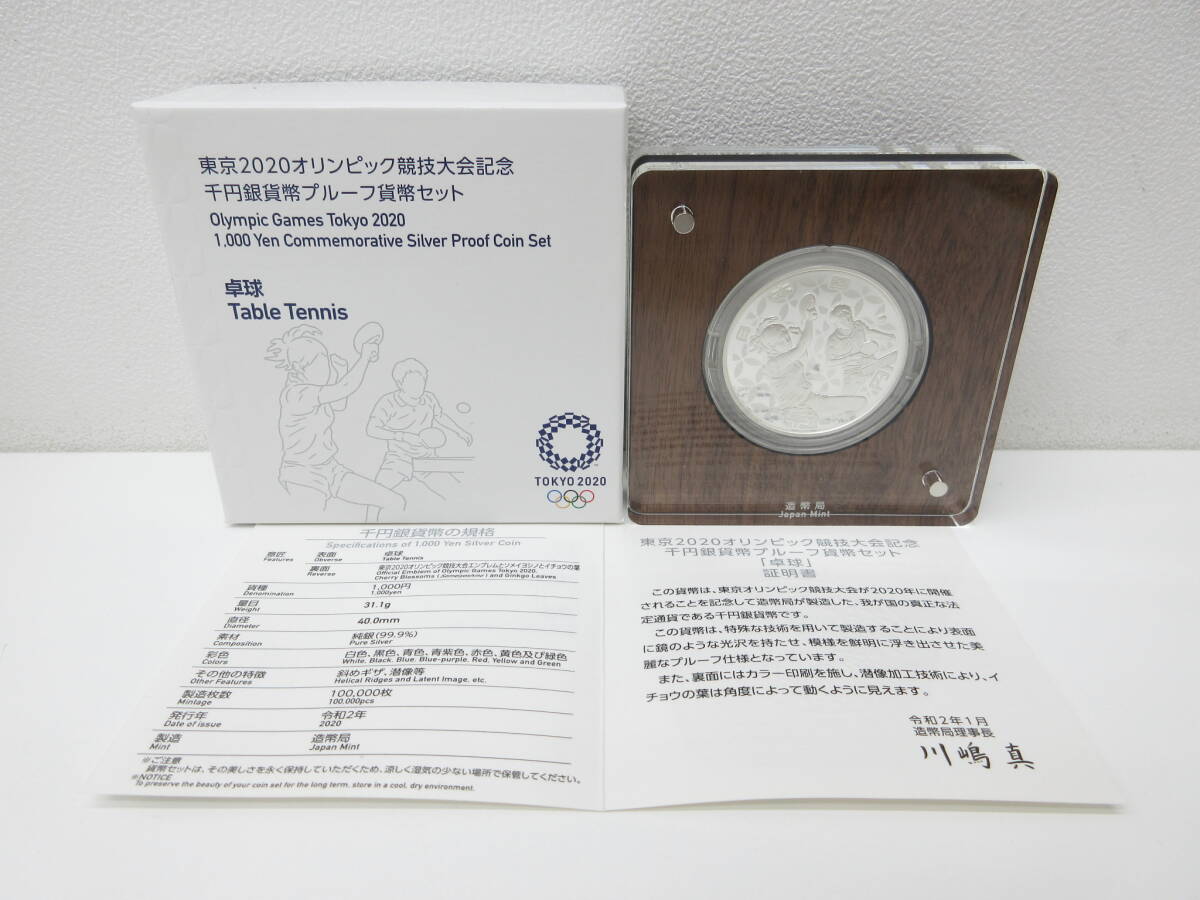 東京2020オリンピック競技大会記念
千円銀貨幣プルーフ貨幣セット
Olympic Games Tokyo 2020
1,000 Yen Commemorative Silver Proof Coin Set
卓球
Table Tennis
TOKYO 2020
造幣局
Japan Mint
千円銀貨幣の規格
Specifications of 1,000 Yen Silver Coin
意匠 表面 卓球
Features Obverse Table Tennis
裏面 東京2020オリンピック競技大会エンブレムとソメイヨシノとイチョウの葉
Reverse Official Emblem of Olympic Games Tokyo 2020,
Cherry Blossoms (Someiyoshino) and Ginkgo Leaves
貨種 1,000円
Denomination 1,000yen
量目 31.1g
Weight
直径 40.0mm
Diameter
素材 純銀(99.9%)
Composition Pure Silver
彩色 白色、黒色、青色、青紫色、赤色、黄色及び緑色
Colors White, Black, Blue, Blue-purple, Red, Yellow and Green
その他の特徴 斜めギザ、潜像等
Other Features Helical Ridges and Latent Image, etc.
製造枚数 100,000枚
Mintage 100,000pcs
発行年 令和2年
Date of issue 2020
製造 造幣局
Mint Japan Mint
※ご注意
貨幣セットは、その美しさを永く保持していただくため、涼しく湿気の少ない場所で保管してください。
※NOTICE
To preserve the beauty of your coin set for the long term, store in a cool, dry environment.
東京2020オリンピック競技大会記念
千円銀貨幣プルーフ貨幣セット
「卓球」
証明書
この貨幣は、東京オリンピック競技大会が2020年に開催
されることを記念して造幣局が製造した、我が国の真正な法
定通貨である千円銀貨幣です。
この貨幣は、特殊な技術を用いて製造することにより表面
に鏡のような光沢を持たせ、模様を鮮明に浮き出させた美
麗なプルーフ仕様となっています。
また、裏面にはカラー印刷を施し、潜像加工技術により、イ
チョウの葉は角度によって動くように見えます。
令和2年1月
造幣局理事長
川嶋 真